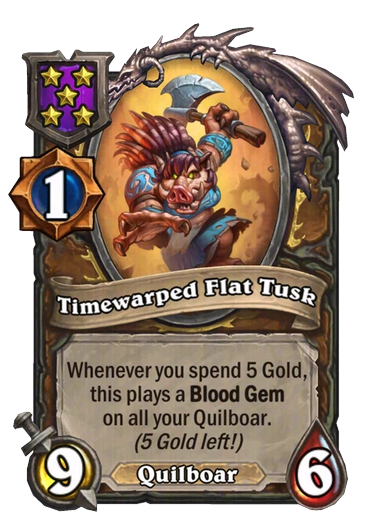 1
Timewarped Flat Tusk
Whenever you spend 5 Gold,
this plays a Blood Gem
on all your Quilboar.
(5 Gold left!)
Quilboar
9
6